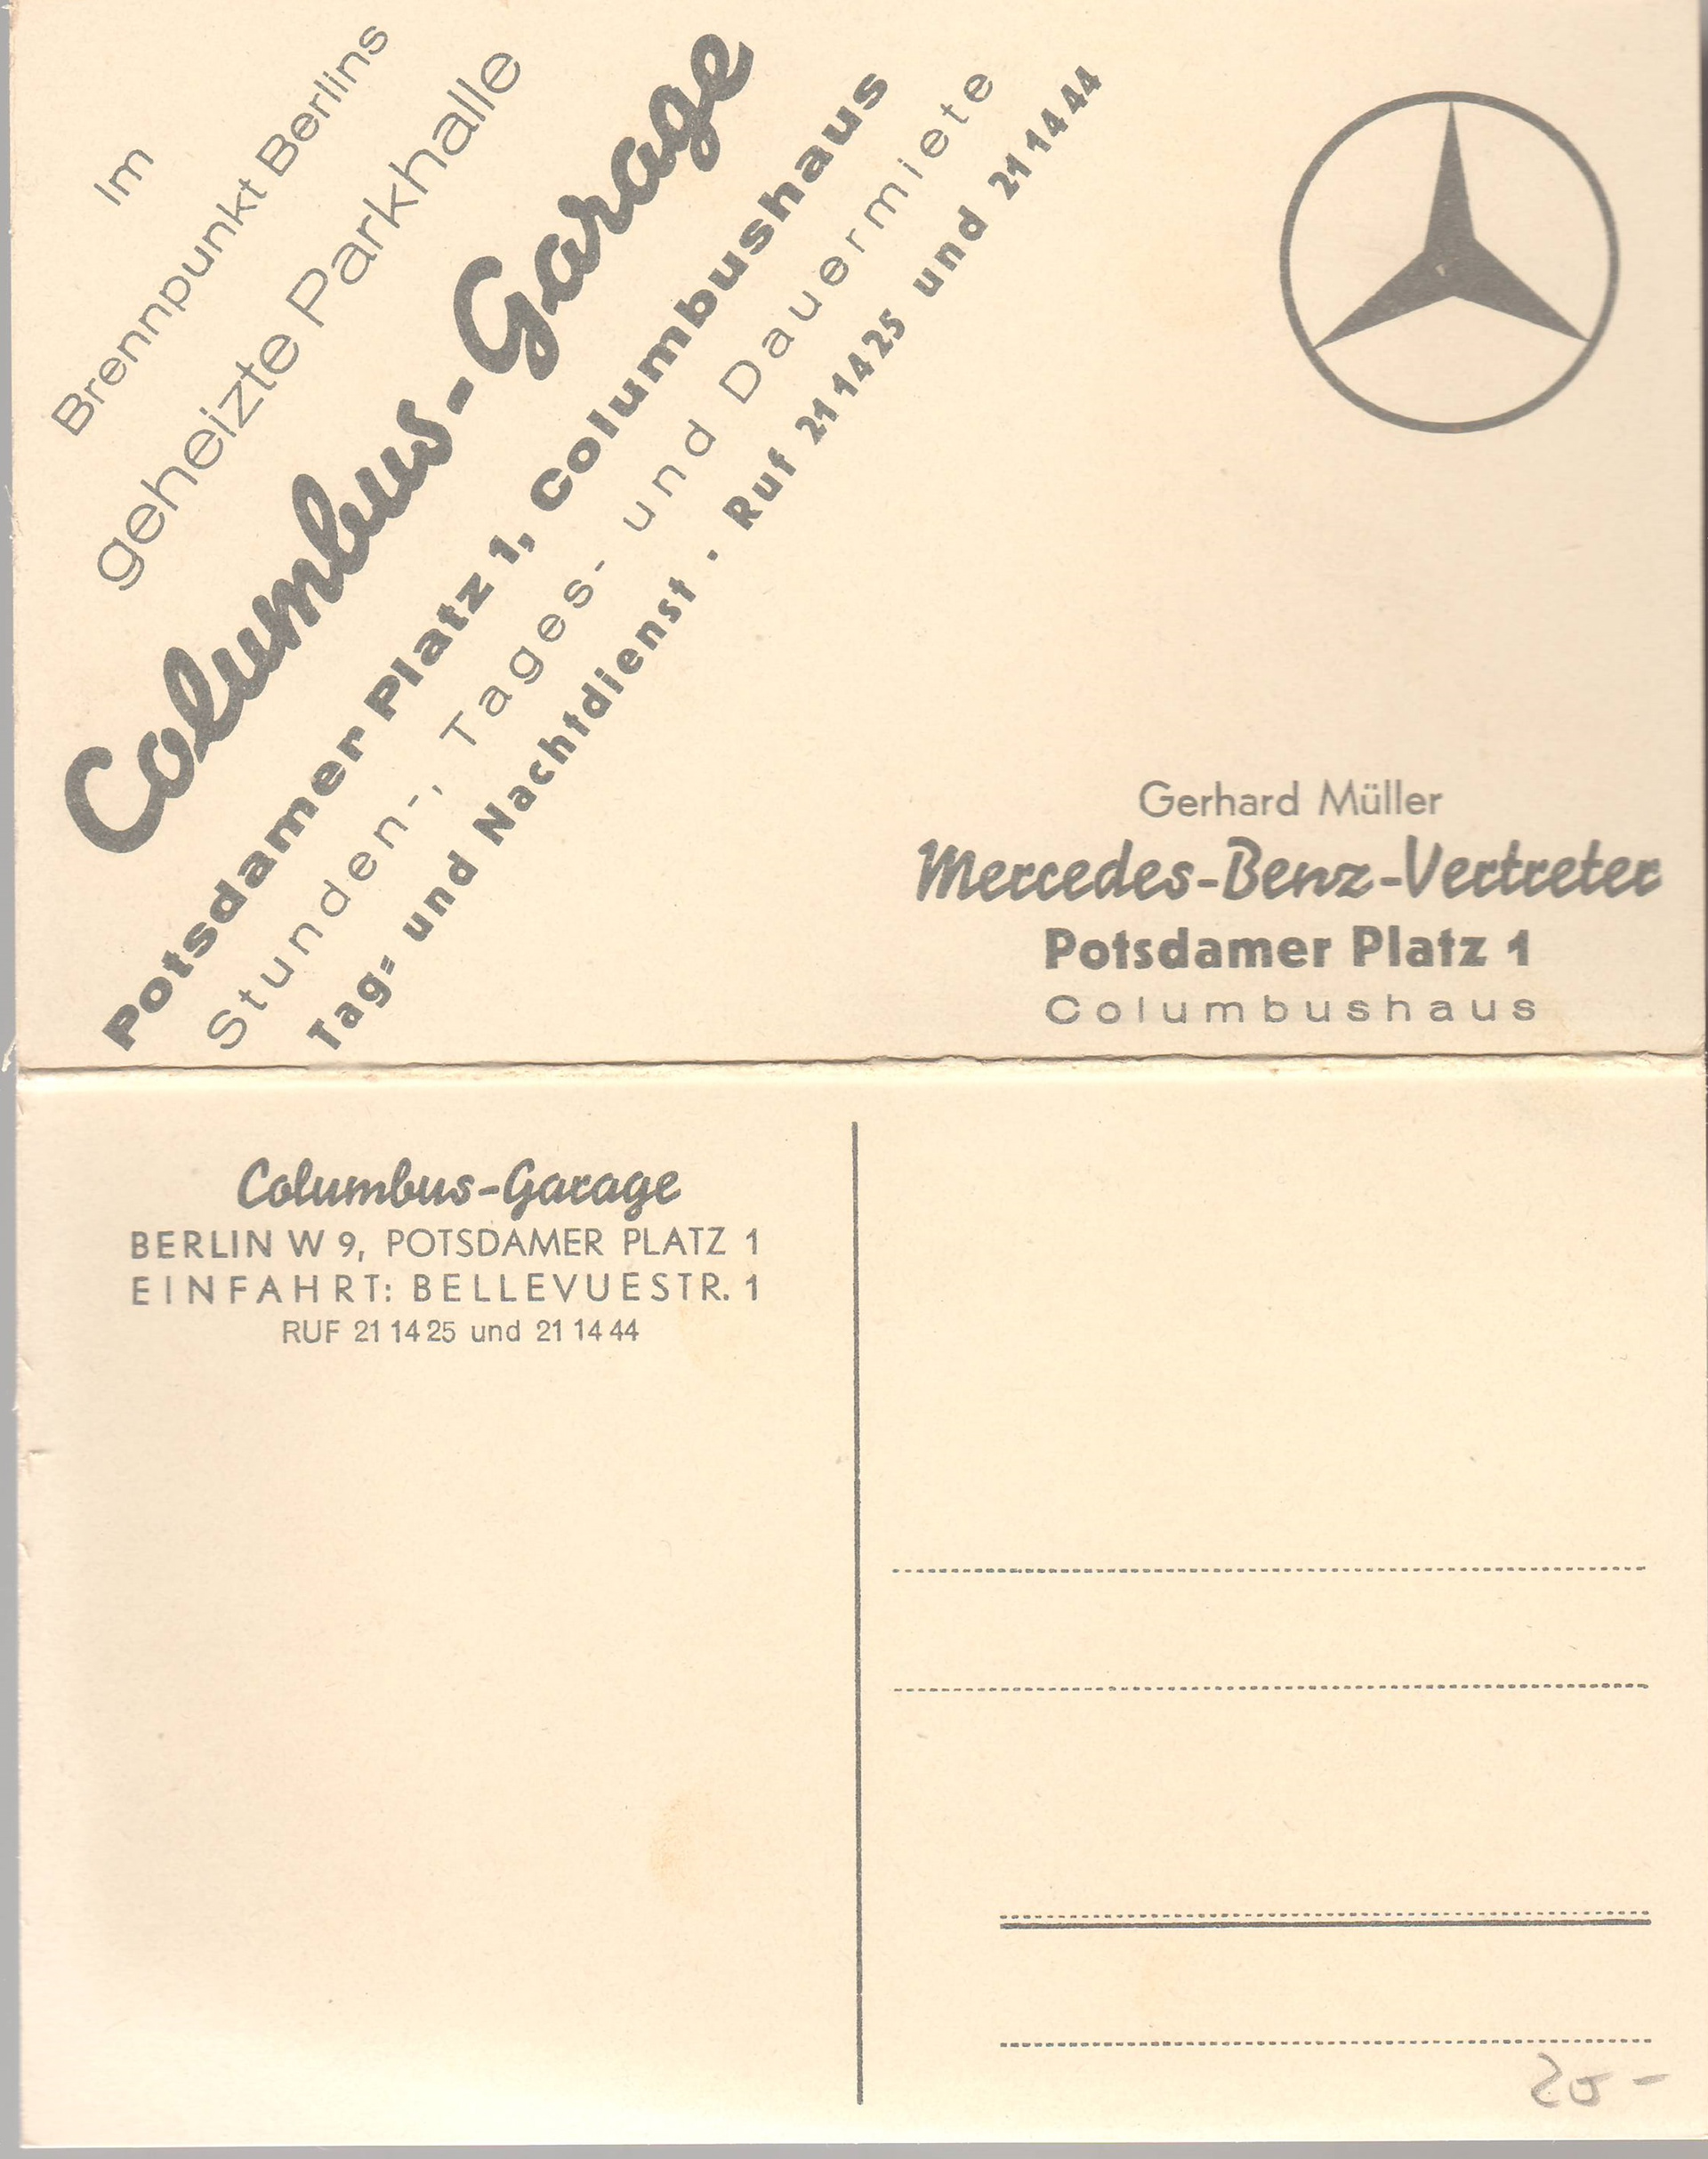 Im
Brennpunkt Berlins
geheizte Parkhalle
Columbus-Garage
Potsdamer Platz 1, Columbushaus
Stunden-, Tages- und Dauermiete
Tag- und Nachtdienst · Ruf 21 14 25 und 21 14 44
Gerhard Müller
Mercedes-Benz-Vertreter
Potsdamer Platz 1
Columbushaus
Columbus-Garage
BERLIN W 9, POTSDAMER PLATZ 1
EINFAHRT: BELLEVUESTR. 1
RUF 21 14 25 und 21 14 44
20 -